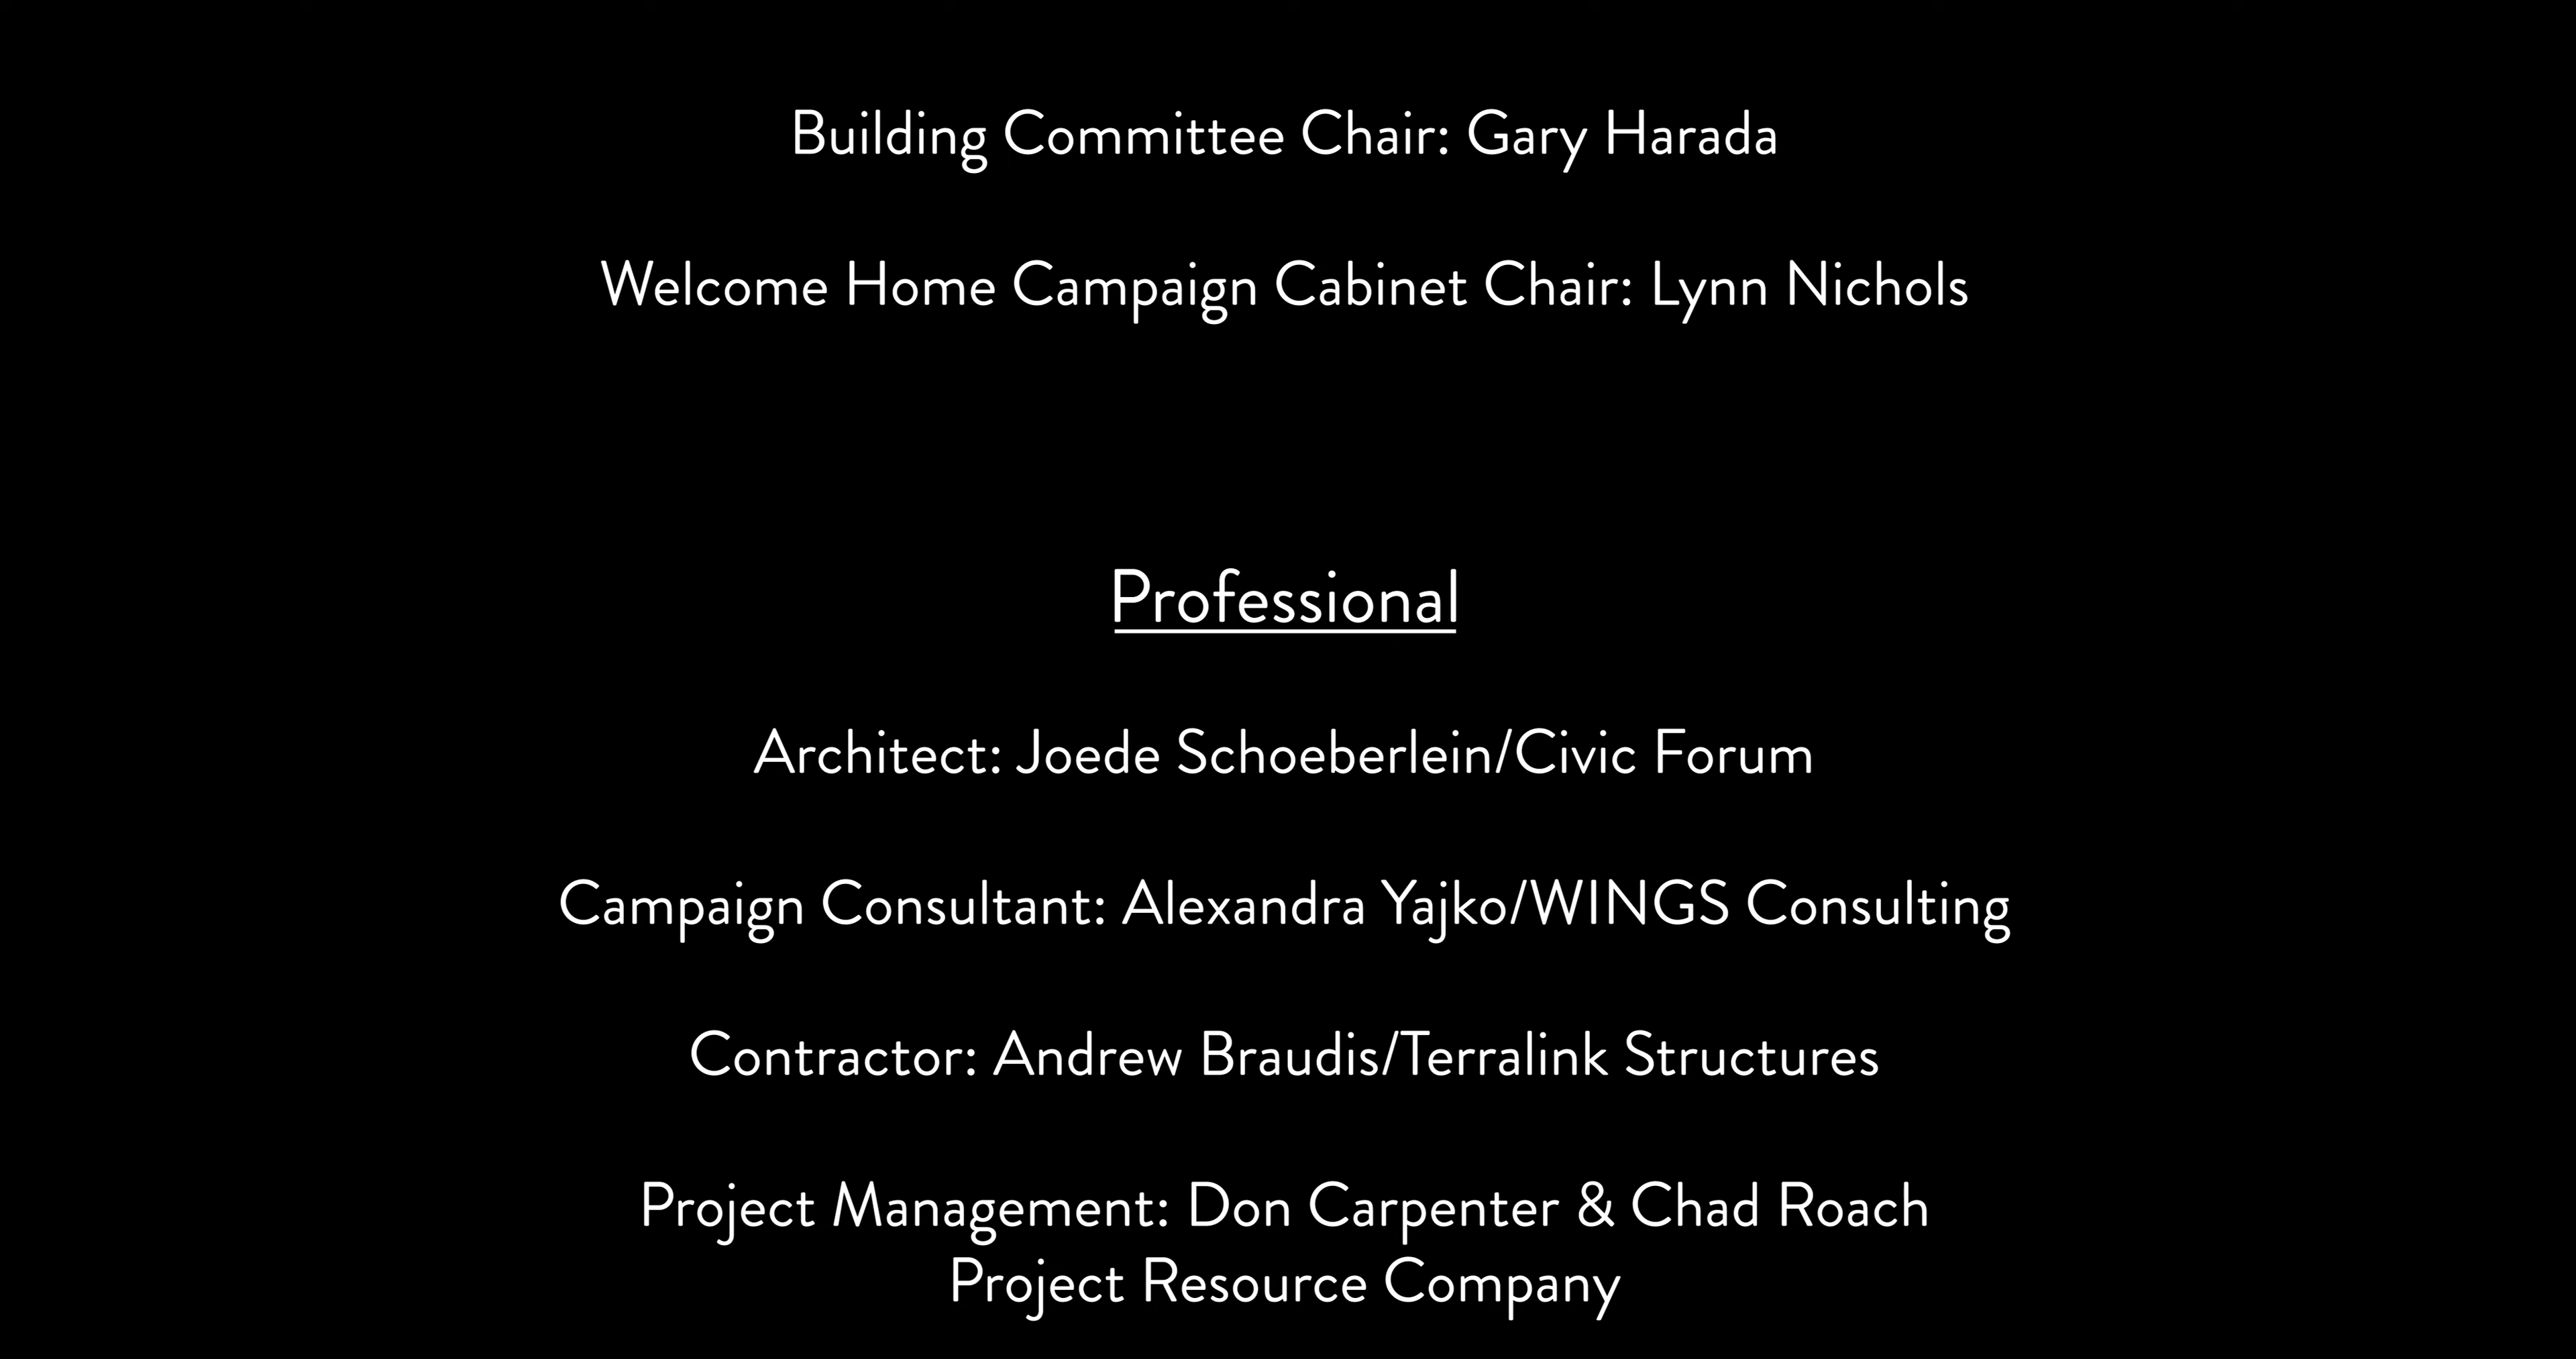 Building Committee Chair: Gary Harada
Welcome Home Campaign Cabinet Chair: Lynn Nichols
Professional
Architect: Joede Schoeberlein/Civic Forum
Campaign Consultant: Alexandra Yajko/WINGS Consulting
Contractor: Andrew Braudis/Terralink Structures
Project Management: Don Carpenter & Chad Roach
Project Resource Company